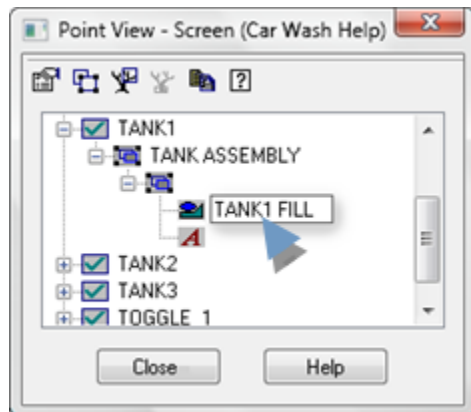 Point View - Screen (Car Wash Help)
TANK1
TANK ASSEMBLY
TANK1 FILL
A
TANK2
TANK3
TOGGLE_1
Close
Help